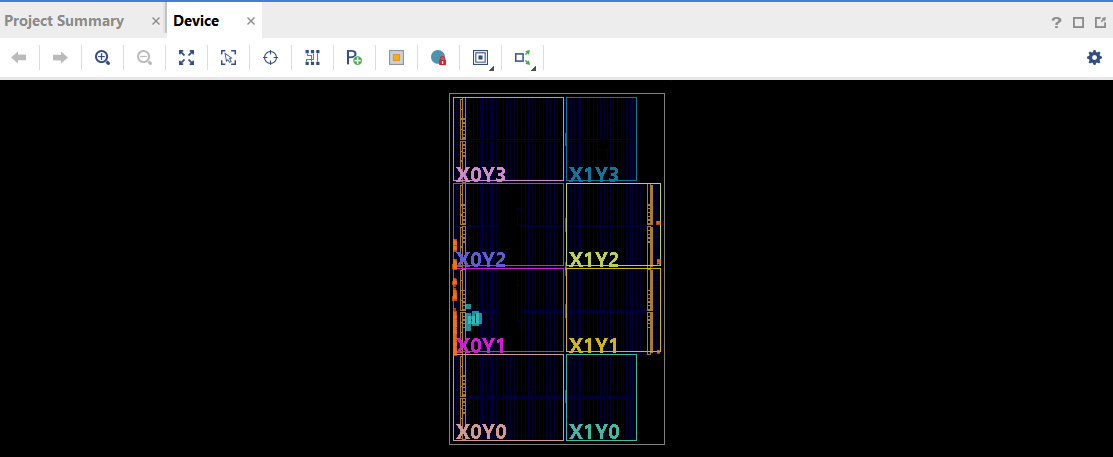 Project Summary × Device ×
?
X0Y3 X1Y3
X0Y2 X1Y2
X0Y1 X1Y1
X0Y0 X1Y0